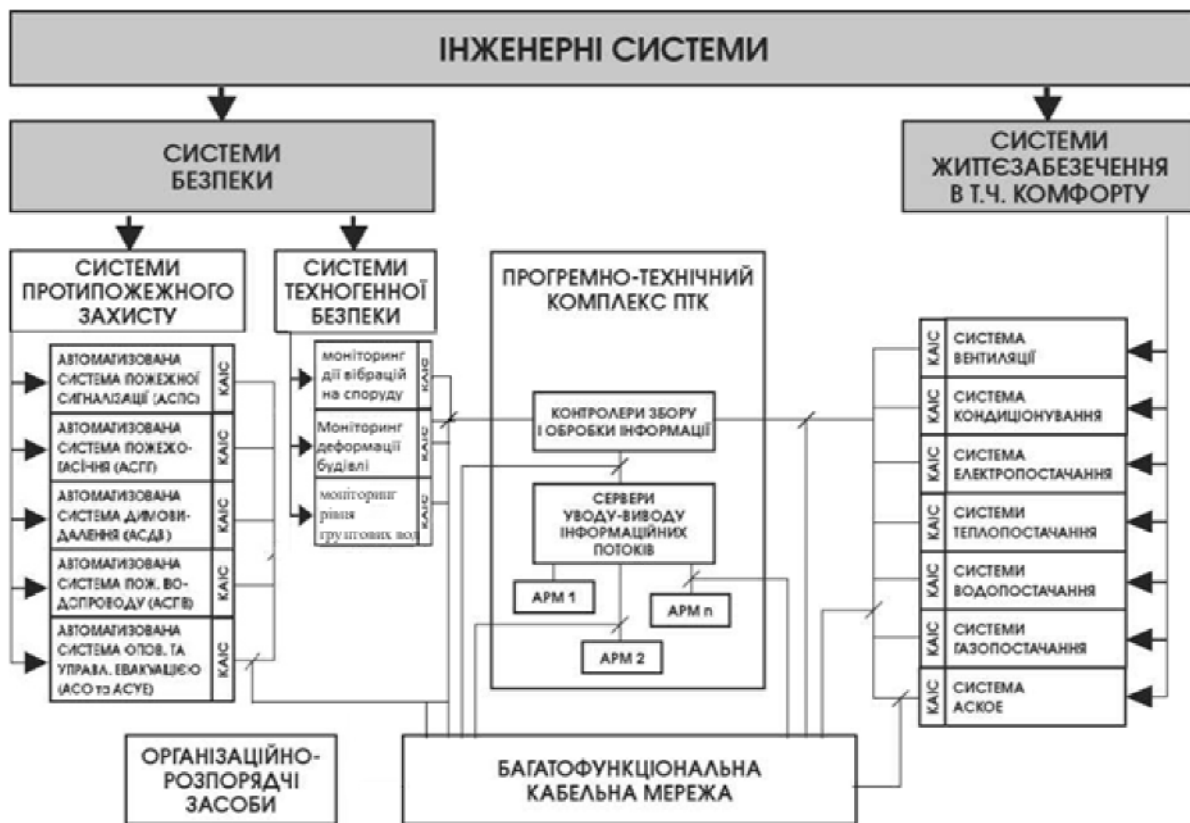 ІНЖЕНЕРНІ СИСТЕМИ
СИСТЕМИ
БЕЗПЕКИ
СИСТЕМИ
ЖИТТЄЗАБЕЗЕЧЕННЯ
В Т.Ч. КОМФОРТУ
СИСТЕМИ
ПРОТИПОЖЕЖНОГО
ЗАХИСТУ
СИСТЕМИ
ТЕХНОГЕННОЇ
БЕЗПЕКИ
АВТОМАТИЗОВАНА
СИСТЕМА ПОЖЕЖНОЇ
СИГНАЛІЗАЦІЇ (АСПС)
КАІС
АВТОМАТИЗОВАНА
СИСТЕМА ПОЖЕЖО-
ГАСІННЯ (АСПГ)
КАІС
АВТОМАТИЗОВАНА
СИСТЕМА ДИМОВИ-
ДАЛЕННЯ (АСДВ)
КАІС
АВТОМАТИЗОВАНА
СИСТЕМА ПОЖ. ВО-
ДОПРОВОДУ (АСПВ)
КАІС
АВТОМАТИЗОВАНА
СИСТЕМА ОПОВ. ТА
УПРАВЛ. ЕВАКУАЦІЄЮ
(АСО та АСУЕ)
КАІС
моніторинг
дії вібрацій
на споруду
КАІС
Моніторинг
деформації
будівлі
КАІС
моніторинг
рівня
грунтових вод
КАІС
ПРОГРЕМНО-ТЕХНІЧНИЙ
КОМПЛЕКС ПТК
КОНТРОЛЕРИ ЗБОРУ
І ОБРОБКИ ІНФОРМАЦІЇ
СЕРВЕРИ
УВОДУ-ВИВОДУ
ІНФОРМАЦІЙНИХ
ПОТОКІВ
АРМ 1
АРМ n
АРМ 2
КАІС
СИСТЕМА
ВЕНТИЛЯЦІЇ
КАІС
СИСТЕМА
КОНДИЦІОНУВАННЯ
КАІС
СИСТЕМА
ЕЛЕКТРОПОСТАЧАННЯ
КАІС
СИСТЕМИ
ТЕПЛОПОСТАЧАННЯ
КАІС
СИСТЕМИ
ВОДОПОСТАЧАННЯ
КАІС
СИСТЕМИ
ГАЗОПОСТАЧАННЯ
КАІС
СИСТЕМА
АСКОЕ
ОРГАНІЗАЦІЙНО-
РОЗПОРЯДЧІ
ЗАСОБИ
БАГАТОФУНКЦІОНАЛЬНА
КАБЕЛЬНА МЕРЕЖА